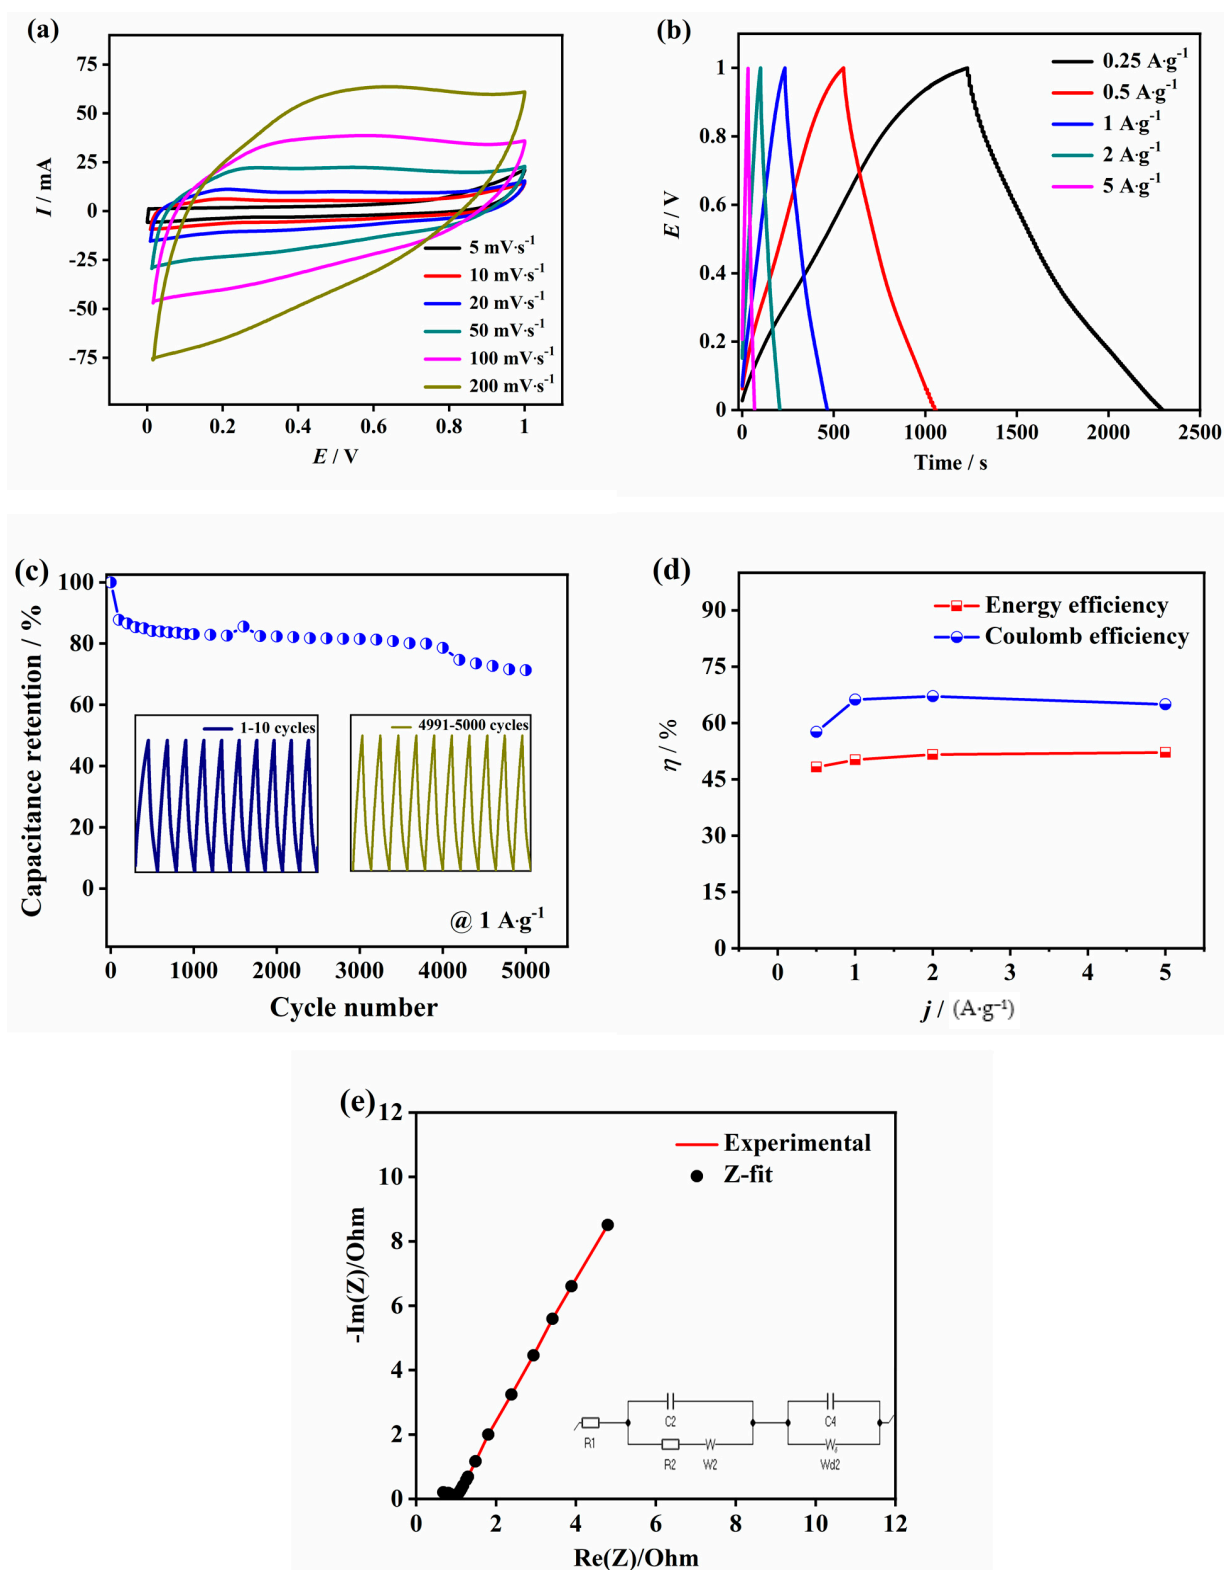 (a)
75
50
25
0
-25
-50
-75
I / mA
5 mV·s⁻¹
10 mV·s⁻¹
20 mV·s⁻¹
50 mV·s⁻¹
100 mV·s⁻¹
200 mV·s⁻¹
0 0.2 0.4 0.6 0.8 1
E / V
(b)
1
0.8
0.6
0.4
0.2
0
E / V
0.25 A·g⁻¹
0.5 A·g⁻¹
1 A·g⁻¹
2 A·g⁻¹
5 A·g⁻¹
0 500 1000 1500 2000 2500
Time / s
(c)
100
80
60
40
20
0
Capacitance retention / %
1-10 cycles
4991-5000 cycles
@ 1 A·g⁻¹
0 1000 2000 3000 4000 5000
Cycle number
(d)
90
75
60
45
30
15
0
η / %
Energy efficiency
Coulomb efficiency
0 1 2 3 4 5
j / (A·g⁻¹)
(e)
12
10
8
6
4
2
0
-Im(Z)/Ohm
Experimental
Z-fit
R1
C2
R2
W2
C4
Wd
Wd2
0 2 4 6 8 10 12
Re(Z)/Ohm